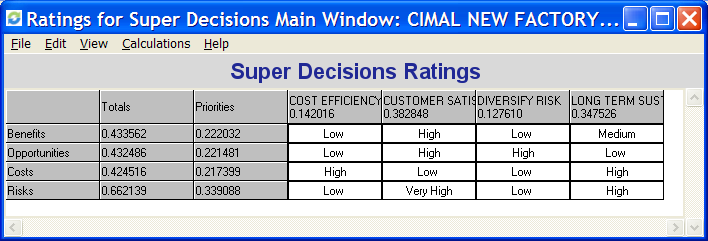 Ratings for Super Decisions Main Window: CIMAL NEW FACTORY...
File Edit View Calculations Help
Super Decisions Ratings
Totals Priorities COST EFFICIENCY CUSTOMER SATIS DIVERSIFY RISK LONG TERM SUST
0.142016 0.382848 0.127610 0.347526
Benefits 0.433562 0.222032 Low High Low Medium
Opportunities 0.432486 0.221481 Low High High Low
Costs 0.424516 0.217399 High Low Low High
Risks 0.662139 0.339088 Low Very High Low High